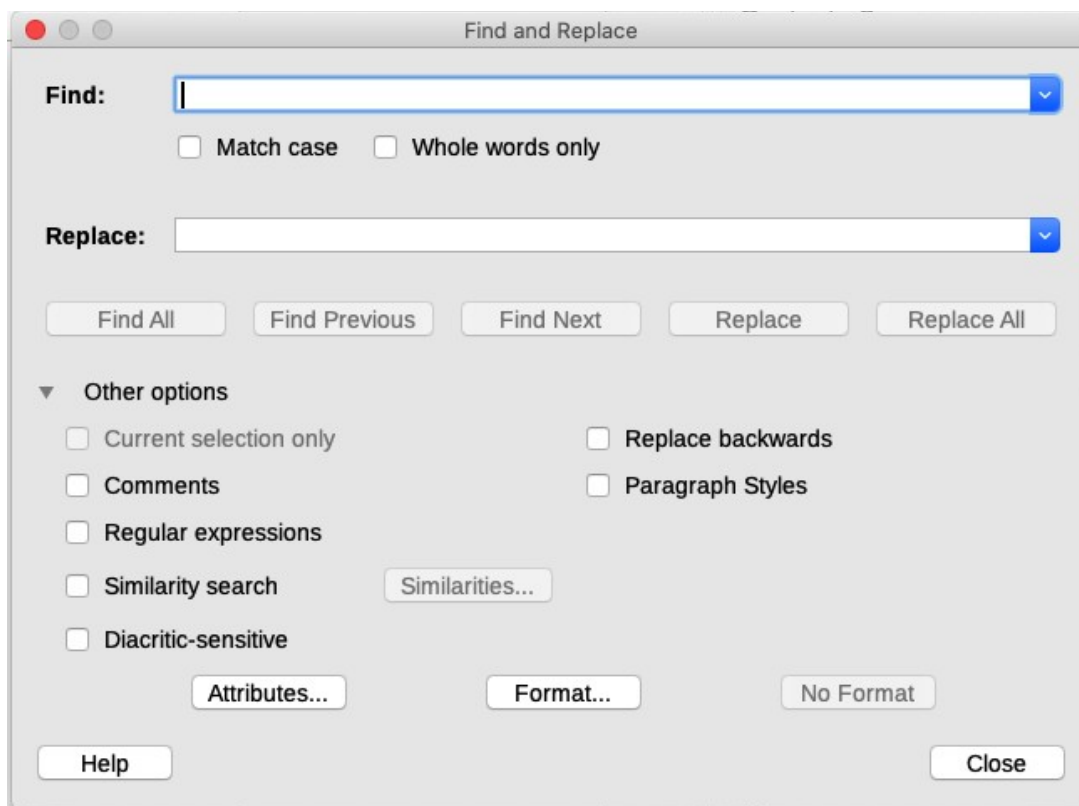 Find and Replace
Find:
Match case Whole words only
Replace:
Find All Find Previous Find Next Replace Replace All
Other options
Current selection only Replace backwards
Comments Paragraph Styles
Regular expressions
Similarity search Similarities...
Diacritic-sensitive
Attributes... Format... No Format
Help Close